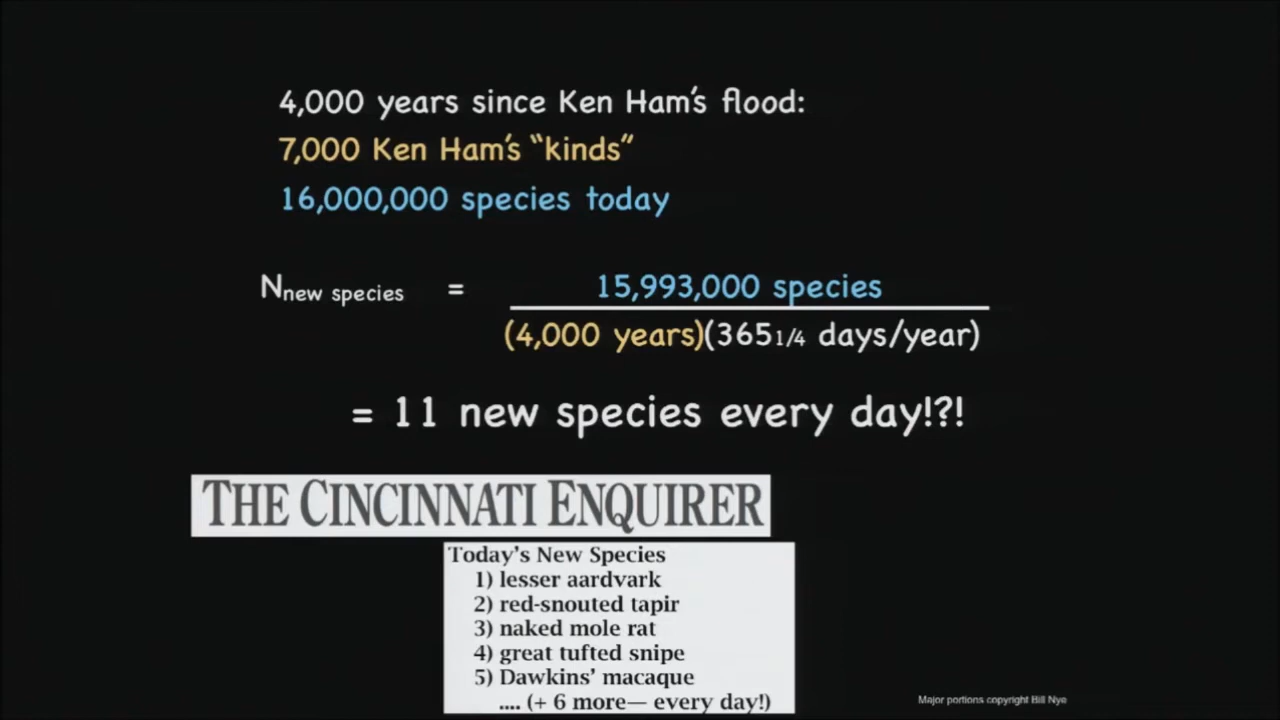 4,000 years since Ken Ham's flood:
7,000 Ken Ham's "kinds"
16,000,000 species today
Nnew species = 15,993,000 species
(4,000 years)(365 1/4 days/year)
= 11 new species every day!?!
THE CINCINNATI ENQUIRER
Today's New Species
1) lesser aardvark
2) red-snouted tapir
3) naked mole rat
4) great tufted snipe
5) Dawkins' macaque
.... (+ 6 more— every day!)
Major portions copyright Bill Nye